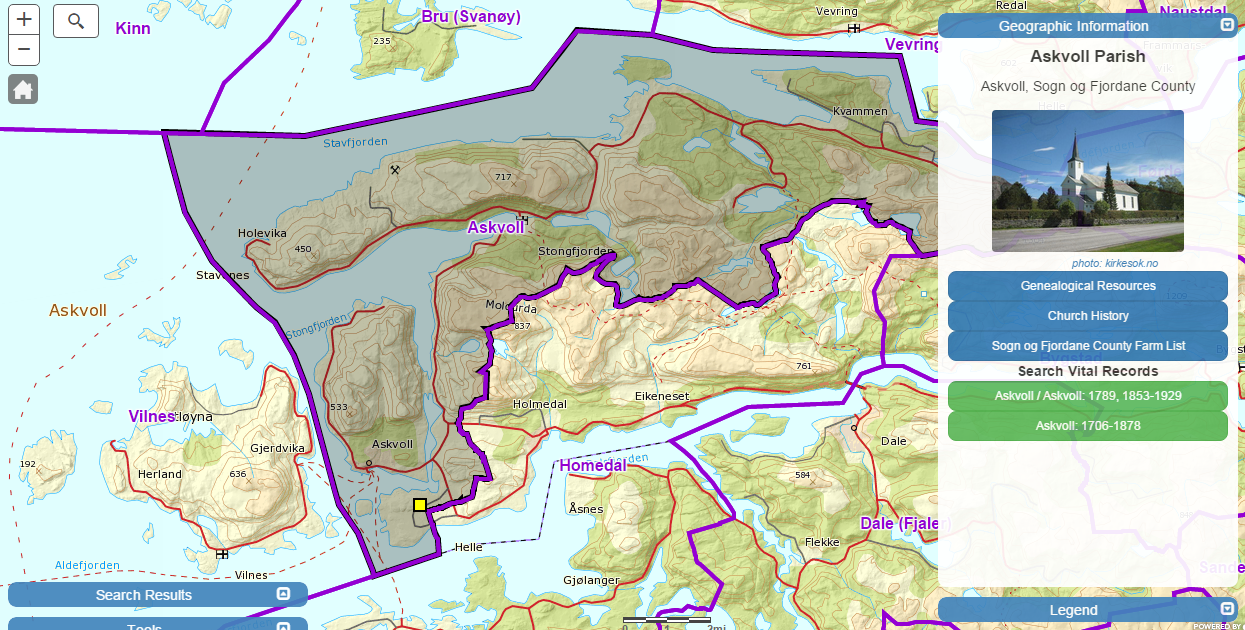 +
−
Kinn
Bru (Svanøy)
235
Vevring
Redal
Naustdal
Geographic Information
Vevring
Askvoll Parish
Askvoll, Sogn og Fjordane County
Kvammen
Stavfjorden
717
Askvoll
Holevika
450
Stongfjorden
Stavenes
photo: kirkesok.no
Genealogical Resources
Church History
Sogn og Fjordane County Farm List
Bygstad
Search Vital Records
Askvoll / Askvoll: 1789, 1853-1929
Askvoll: 1706-1878
Askvoll
Stongfjorden
837
761
Eikeneset
Holmedal
533
Vilnes
Askvoll
Gjerdvika
Dale
192
Herland
636
Homedal
584
Åsnes
Dale (Fjaler)
Flekke
Helle
Aldefjorden
Vilnes
Gjølanger
Search Results
Legend
Tools
0
1
2mi
POWERED BY